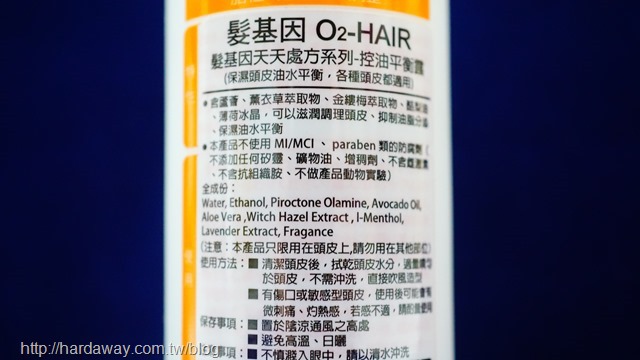 髮基因 O2-HAIR
髮基因天天處方系列-控油平衡露
(保濕頭皮油水平衡，各種頭皮都適用)
●含蘆薈、薰衣草萃取物、金縷梅萃取物、酪梨油
、薄荷冰晶，可以滋潤調理頭皮、抑制油脂分泌
、保濕油水平衡
●本產品不使用 MI/MCI 、 paraben 類的防腐劑 (
不添加任何矽靈、礦物油、增稠劑、不含雌激素
、不含抗組織胺、不做產品動物實驗)
全成份：
Water, Ethanol, Piroctone Olamine, Avocado Oil,
Aloe Vera ,Witch Hazel Extract , l-Menthol,
Lavender Extract, Fragance
(注意：本產品只限用在頭皮上,請勿用在其他部位)
使用方法：■ 清潔頭皮後，拭乾頭皮水分，適量噴
於頭皮，不需沖洗，直接吹風造型
■ 有傷口或敏感型頭皮，使用後可能會有
微刺痛、灼熱感，若感不適，請酌量使用
保存事項：■ 置於陰涼通風之高處
■ 避免高溫、日曬
事項：■ 不慎濺入眼中，請以清水沖洗
http://hardaway.com.tw/blog